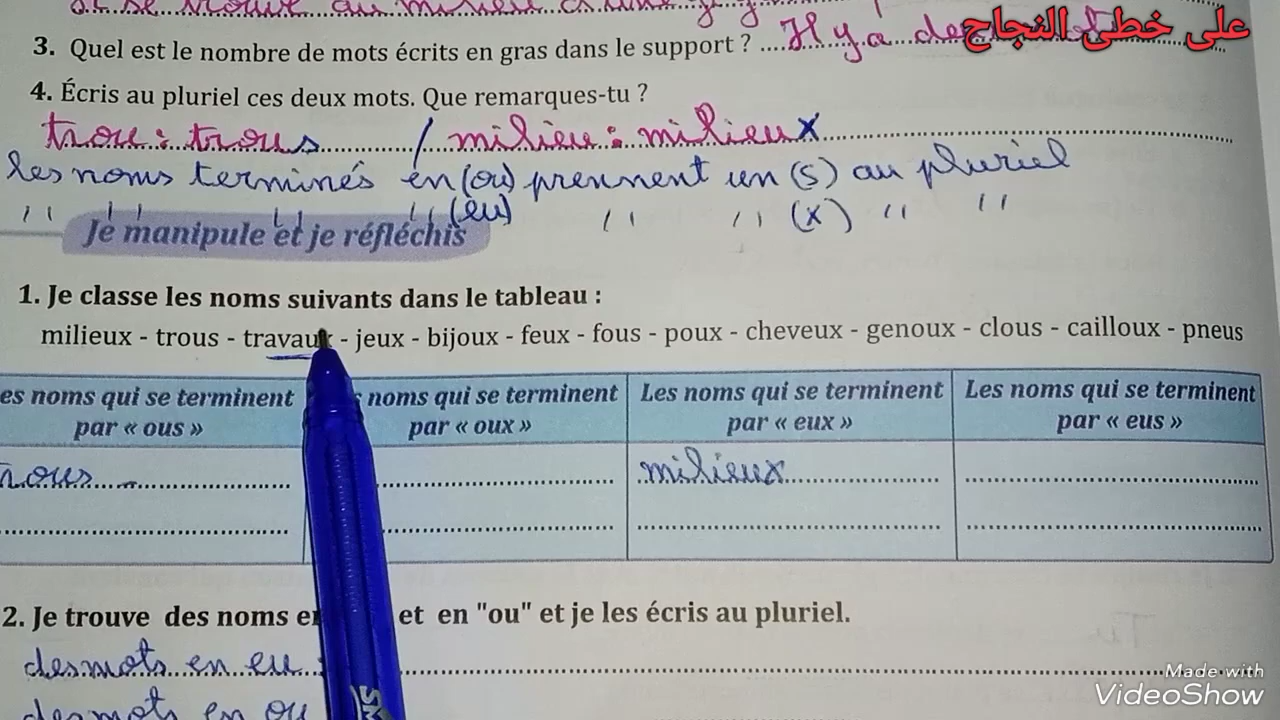 3. Quel est le nombre de mots écrits en gras dans le support ? .... Il y a
على خطى النجاح
4. Écris au pluriel ces deux mots. Que remarques-tu ?
trou : trous / milieu : milieux
les noms terminés en (ou) prennent un (s) au pluriel
" " " " (eu) " " (x) " "
Je manipule et je réfléchis
1. Je classe les noms suivants dans le tableau :
milieux - trous - travaux - jeux - bijoux - feux - fous - poux - cheveux - genoux - clous - cailloux - pneus
es noms qui se terminent par « ous »
noms qui se terminent par « oux »
Les noms qui se terminent par « eux »
Les noms qui se terminent par « eus »
trous
milieux
2. Je trouve des noms et en "ou" et je les écris au pluriel.
des mots en eu :
des mots en ou
Made with
VideoShow